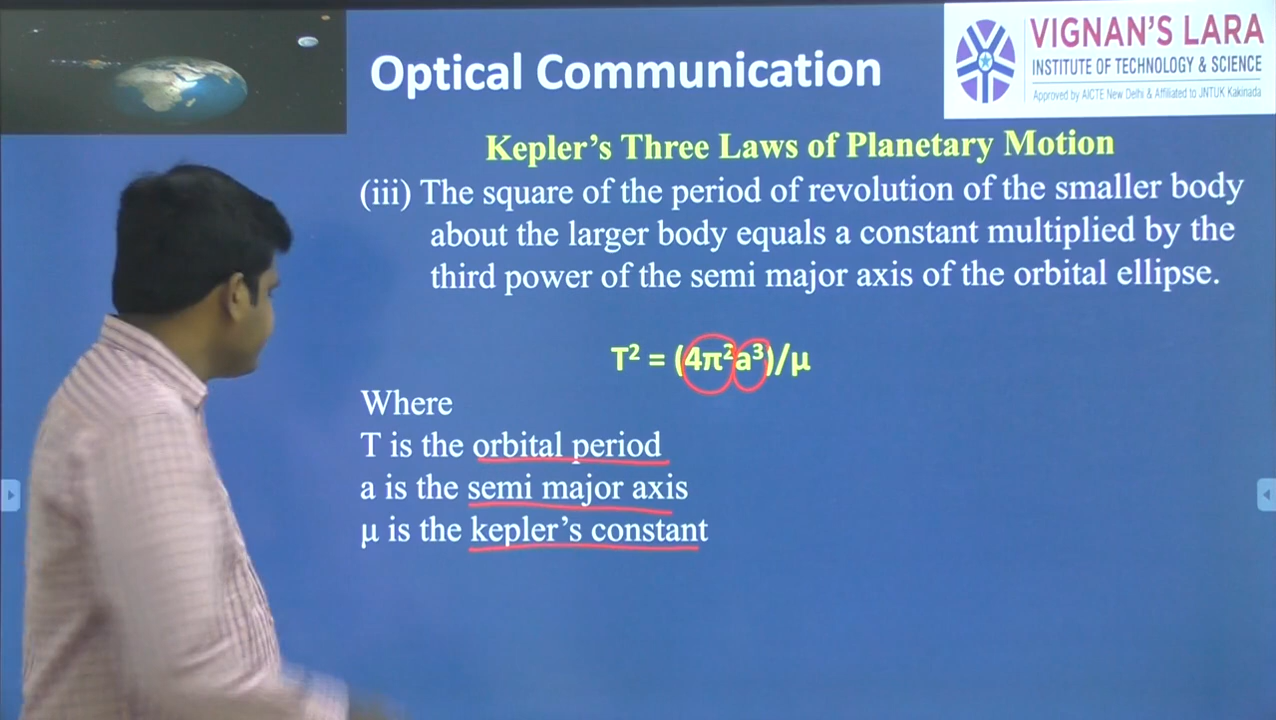 Optical Communication
VIGNAN'S LARA
INSTITUTE OF TECHNOLOGY & SCIENCE
Approved by AICTE New Delhi & Affiliated to JNTUK Kakinada
Kepler's Three Laws of Planetary Motion
(iii) The square of the period of revolution of the smaller body
about the larger body equals a constant multiplied by the
third power of the semi major axis of the orbital ellipse.
T² = (4π²a³)/μ
Where
T is the orbital period
a is the semi major axis
μ is the kepler's constant